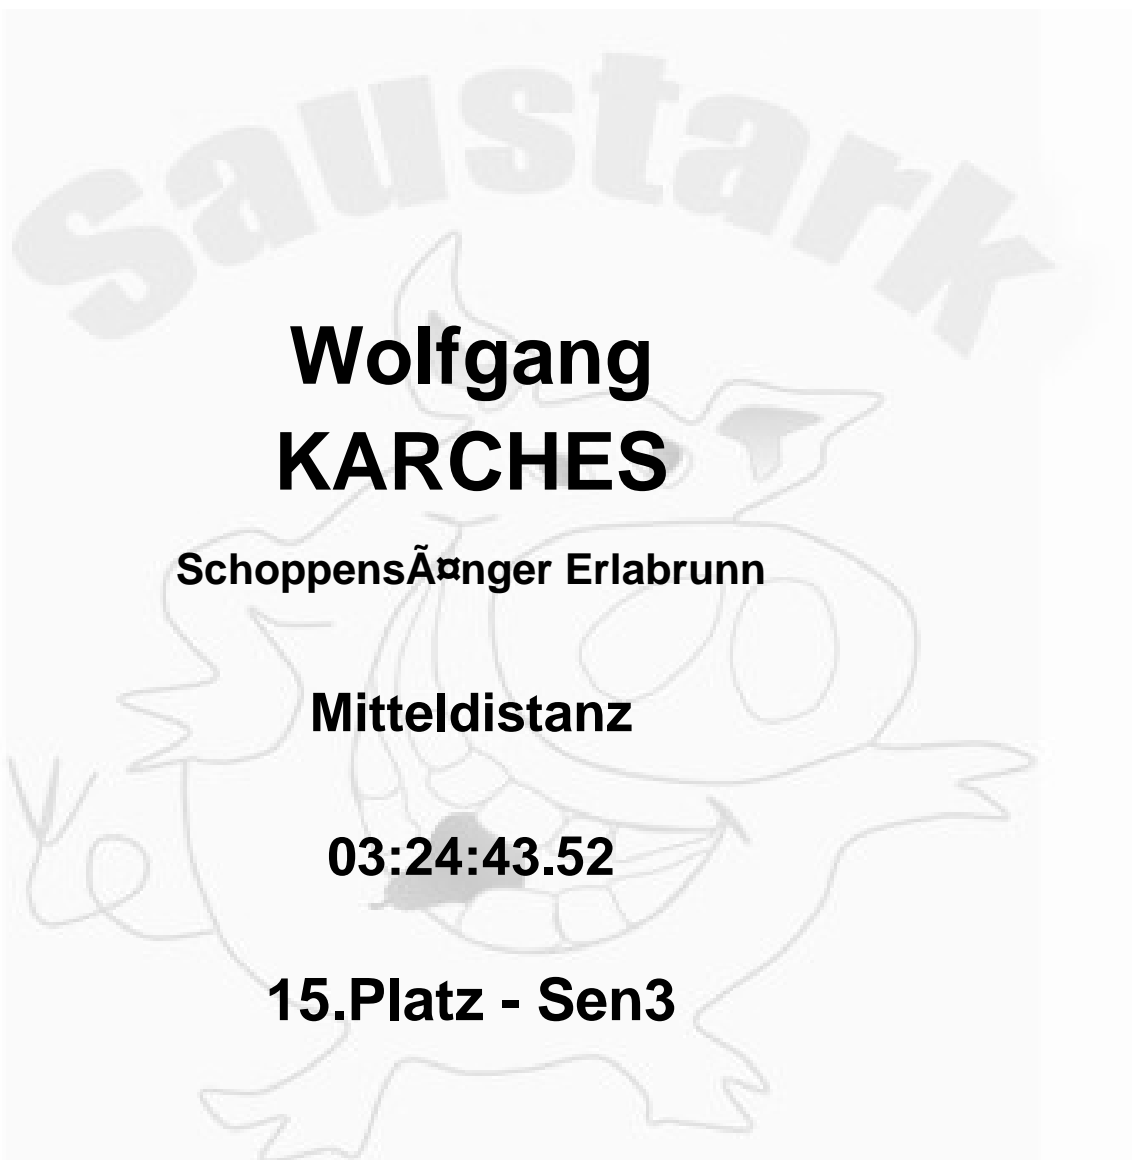 Saustark
Wolfgang
KARCHES
SchoppensÃ¤nger Erlabrunn
Mitteldistanz
03:24:43.52
15.Platz - Sen3